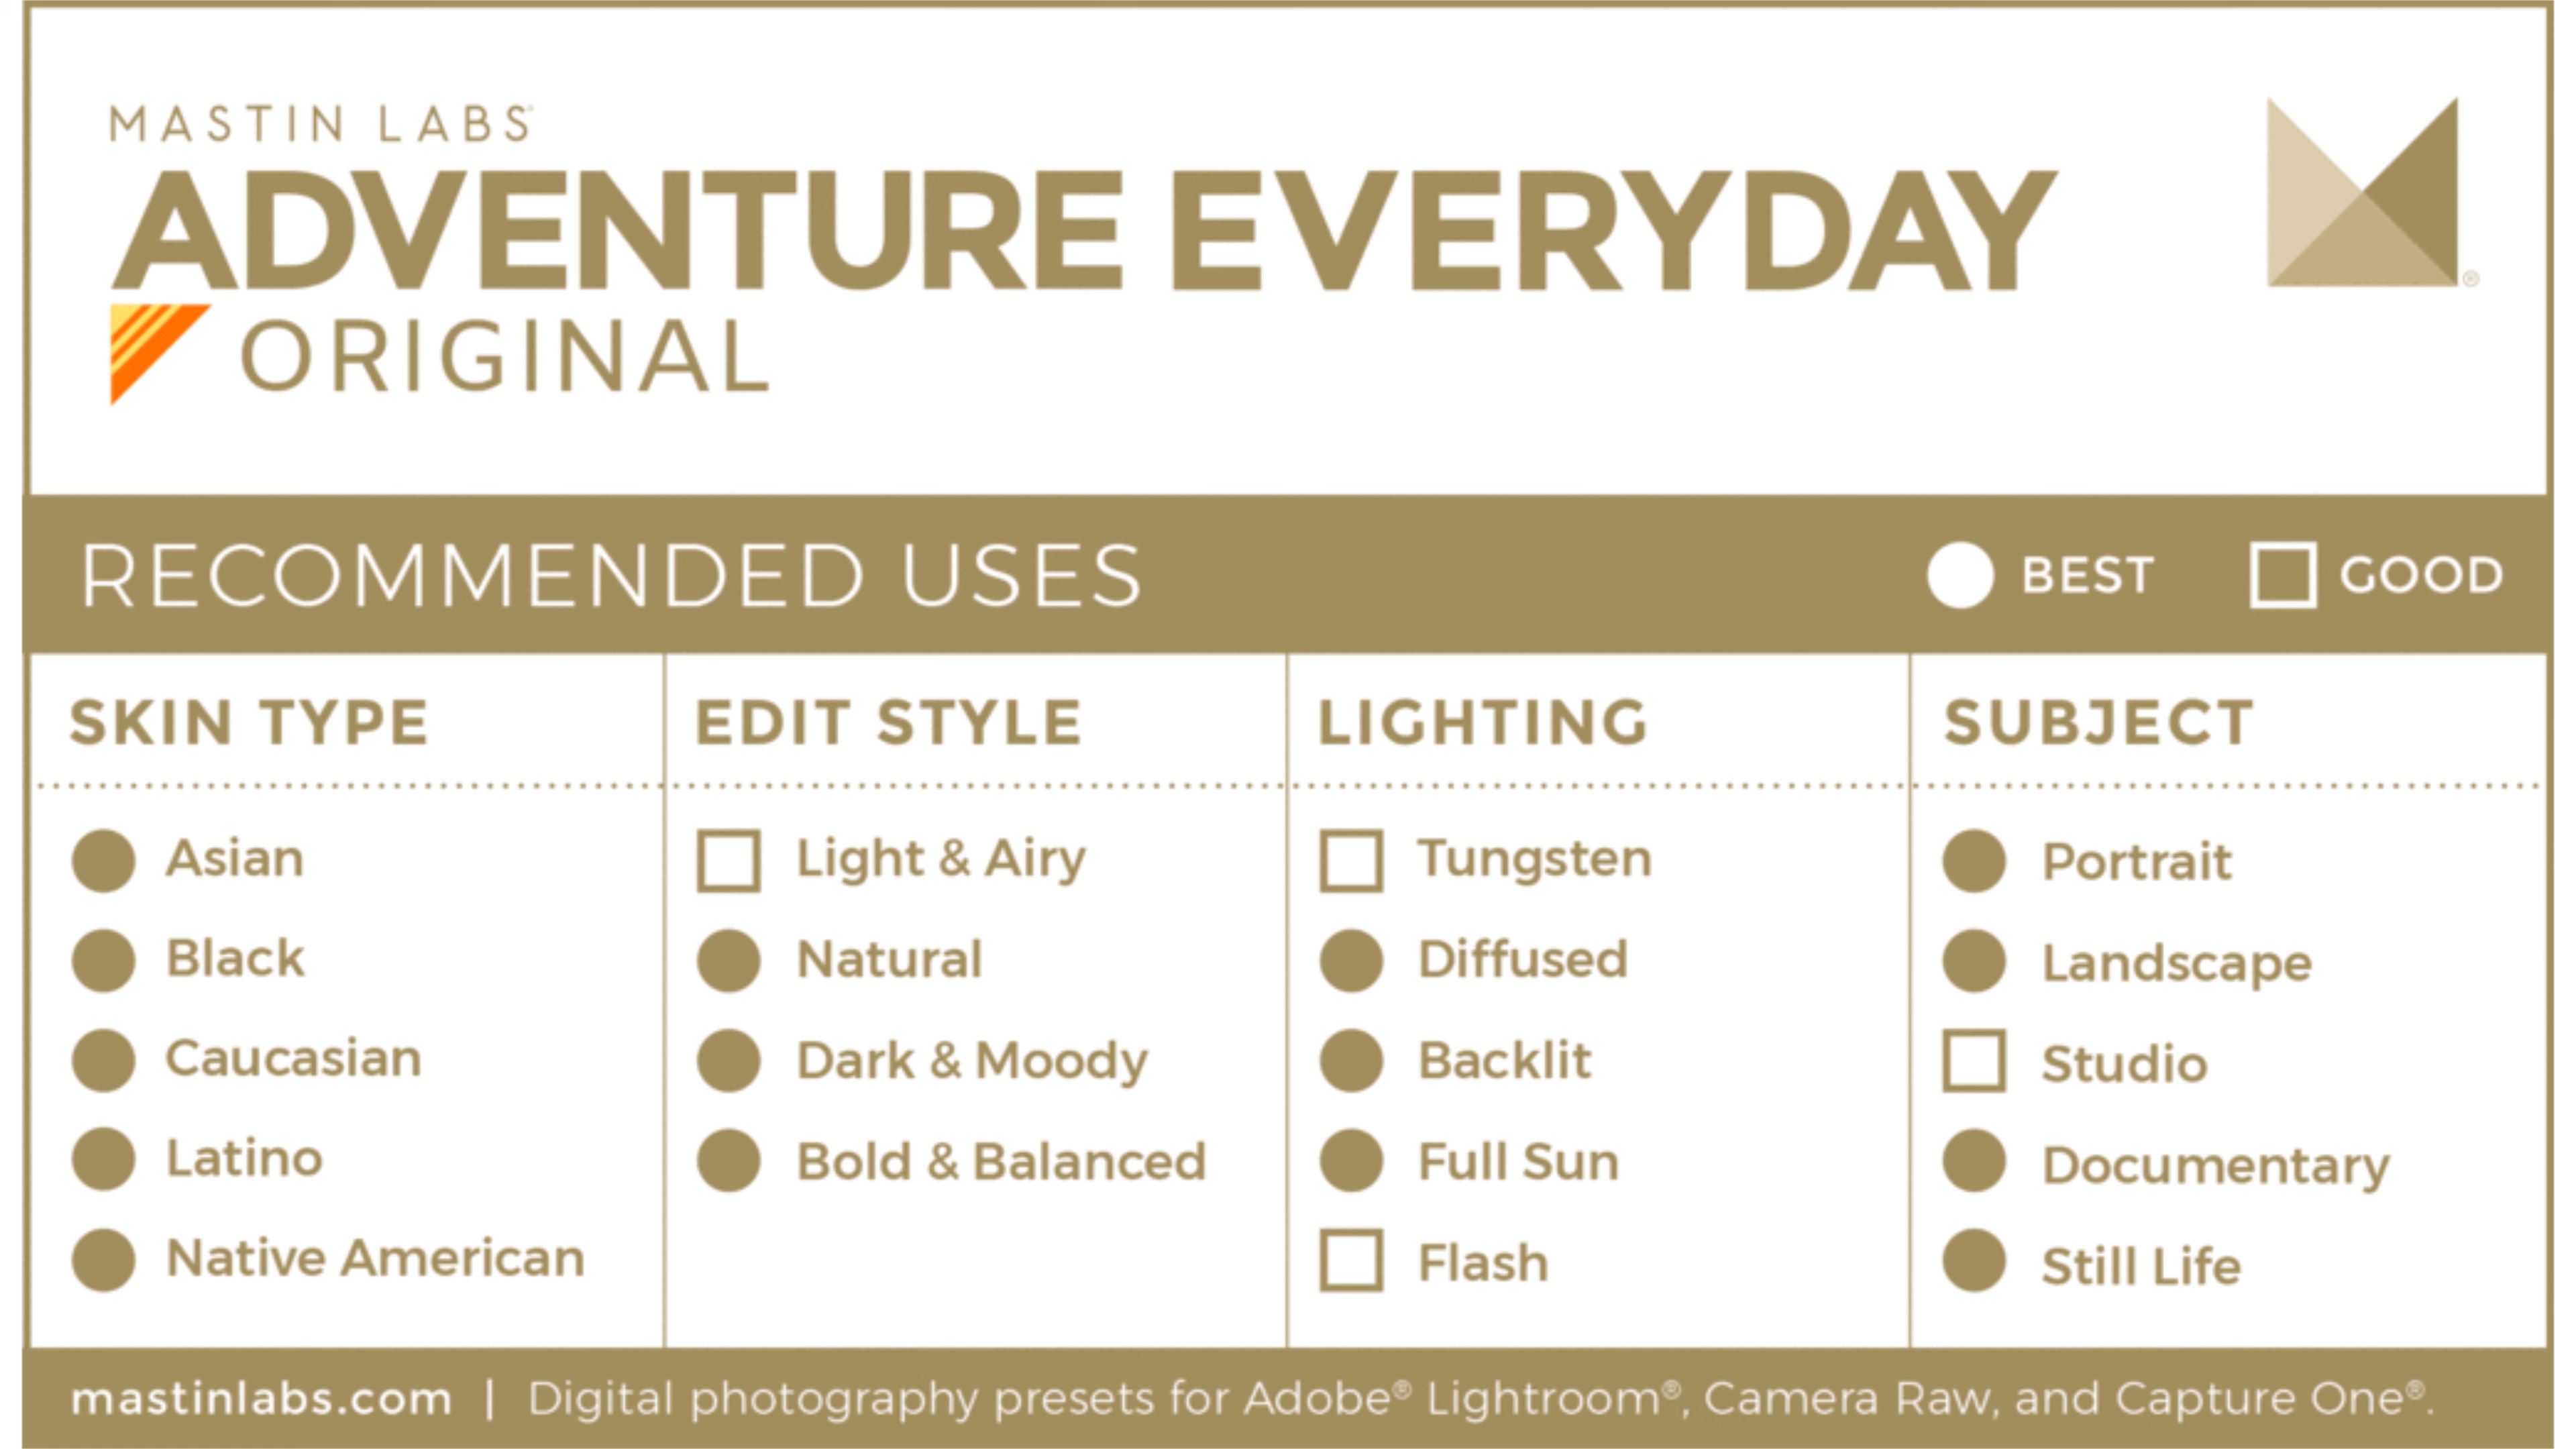 MASTIN LABS®
ADVENTURE EVERYDAY
ORIGINAL
®
RECOMMENDED USES
BEST
GOOD
SKIN TYPE
Asian
Black
Caucasian
Latino
Native American
EDIT STYLE
Light & Airy
Natural
Dark & Moody
Bold & Balanced
LIGHTING
Tungsten
Diffused
Backlit
Full Sun
Flash
SUBJECT
Portrait
Landscape
Studio
Documentary
Still Life
mastinlabs.com | Digital photography presets for Adobe® Lightroom®, Camera Raw, and Capture One®.